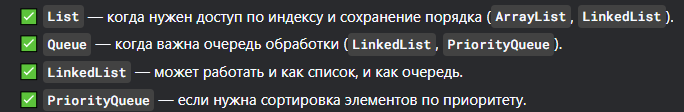 ✅ List — когда нужен доступ по индексу и сохранение порядка (ArrayList, LinkedList).
✅ Queue — когда важна очередь обработки (LinkedList, PriorityQueue).
✅ LinkedList — может работать и как список, и как очередь.
✅ PriorityQueue — если нужна сортировка элементов по приоритету.